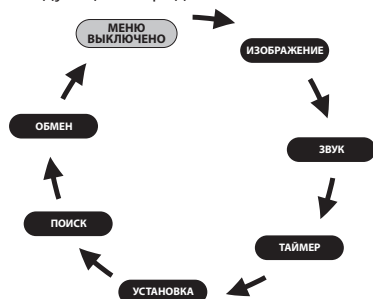 МЕНЮ
ВЫКЛЮЧЕНО
ИЗОБРАЖЕНИЕ
ЗВУК
ТАЙМЕР
УСТАНОВКА
ПОИСК
ОБМЕН